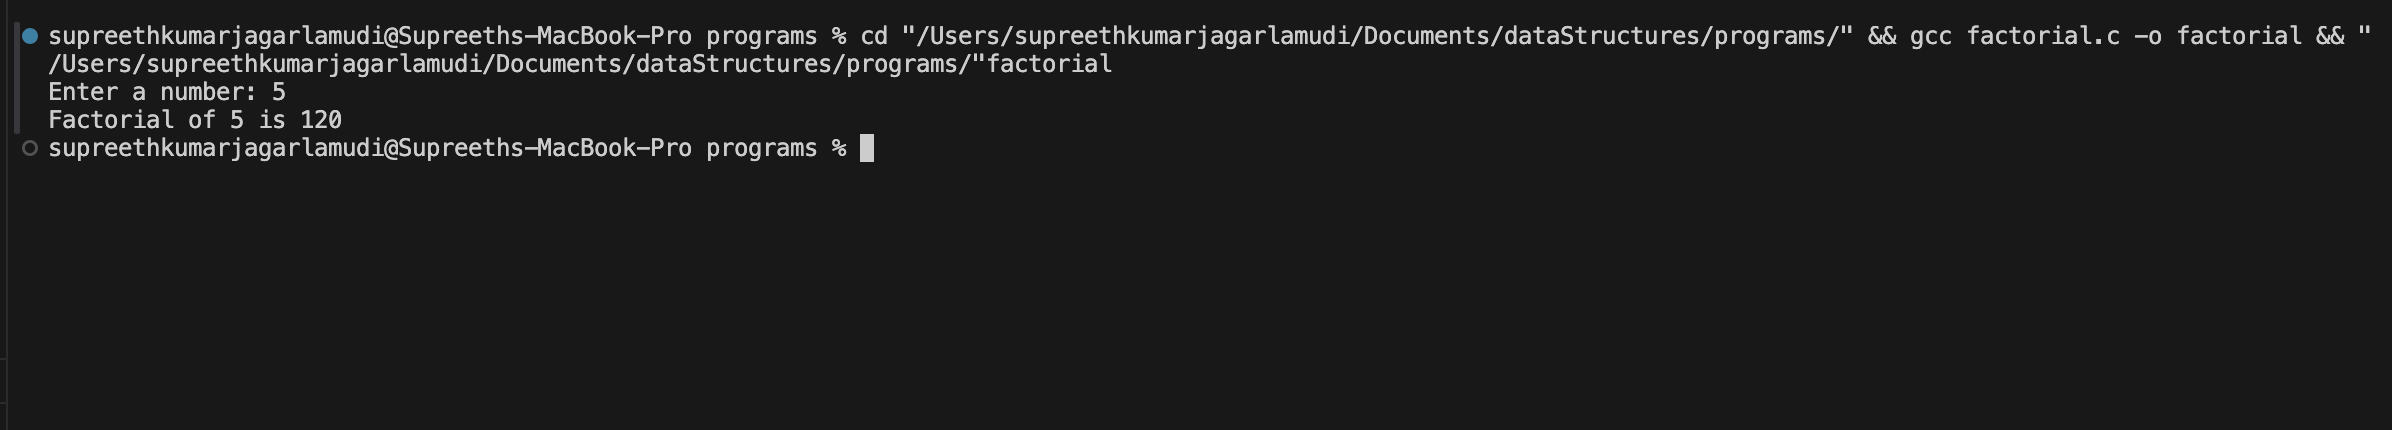 supreethkumarjagarlamudi@Supreeths-MacBook-Pro programs % cd "/Users/supreethkumarjagarlamudi/Documents/dataStructures/programs/" && gcc factorial.c -o factorial && "
/Users/supreethkumarjagarlamudi/Documents/dataStructures/programs/"factorial
Enter a number: 5
Factorial of 5 is 120
supreethkumarjagarlamudi@Supreeths-MacBook-Pro programs %